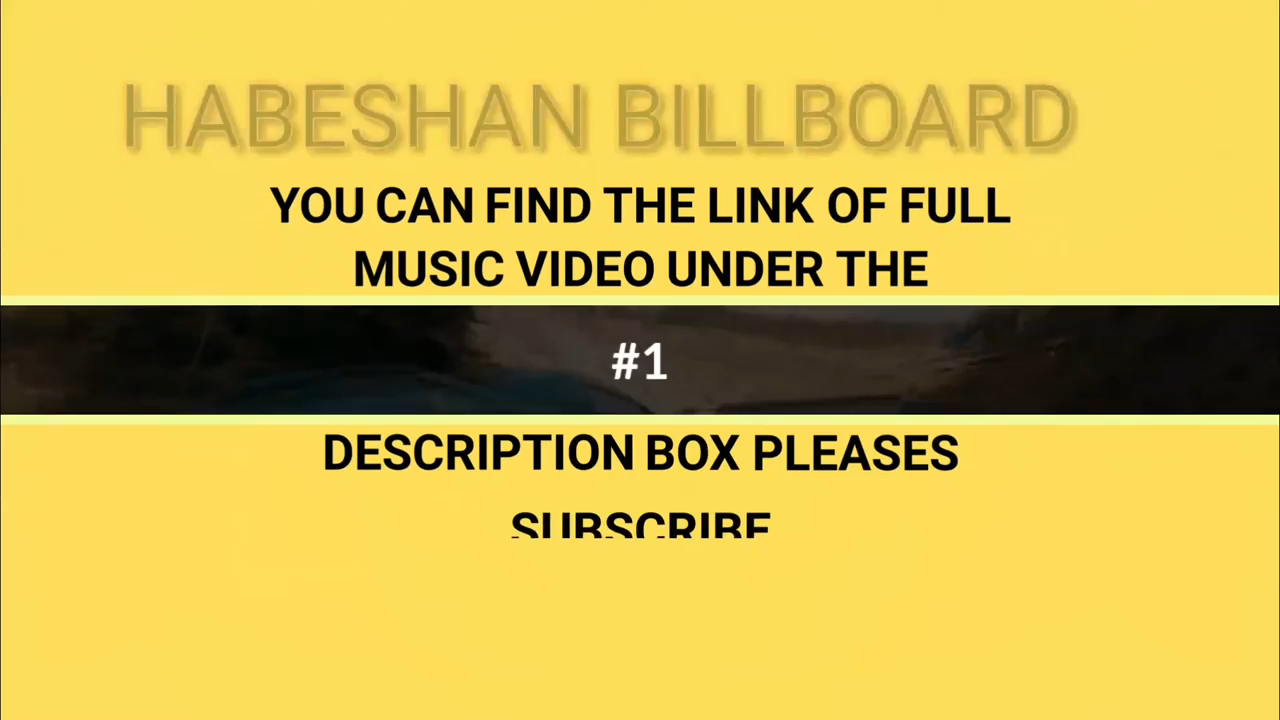 HABESHAN BILLBOARD
YOU CAN FIND THE LINK OF FULL
MUSIC VIDEO UNDER THE
#1
DESCRIPTION BOX PLEASES
SUBSCRIBE